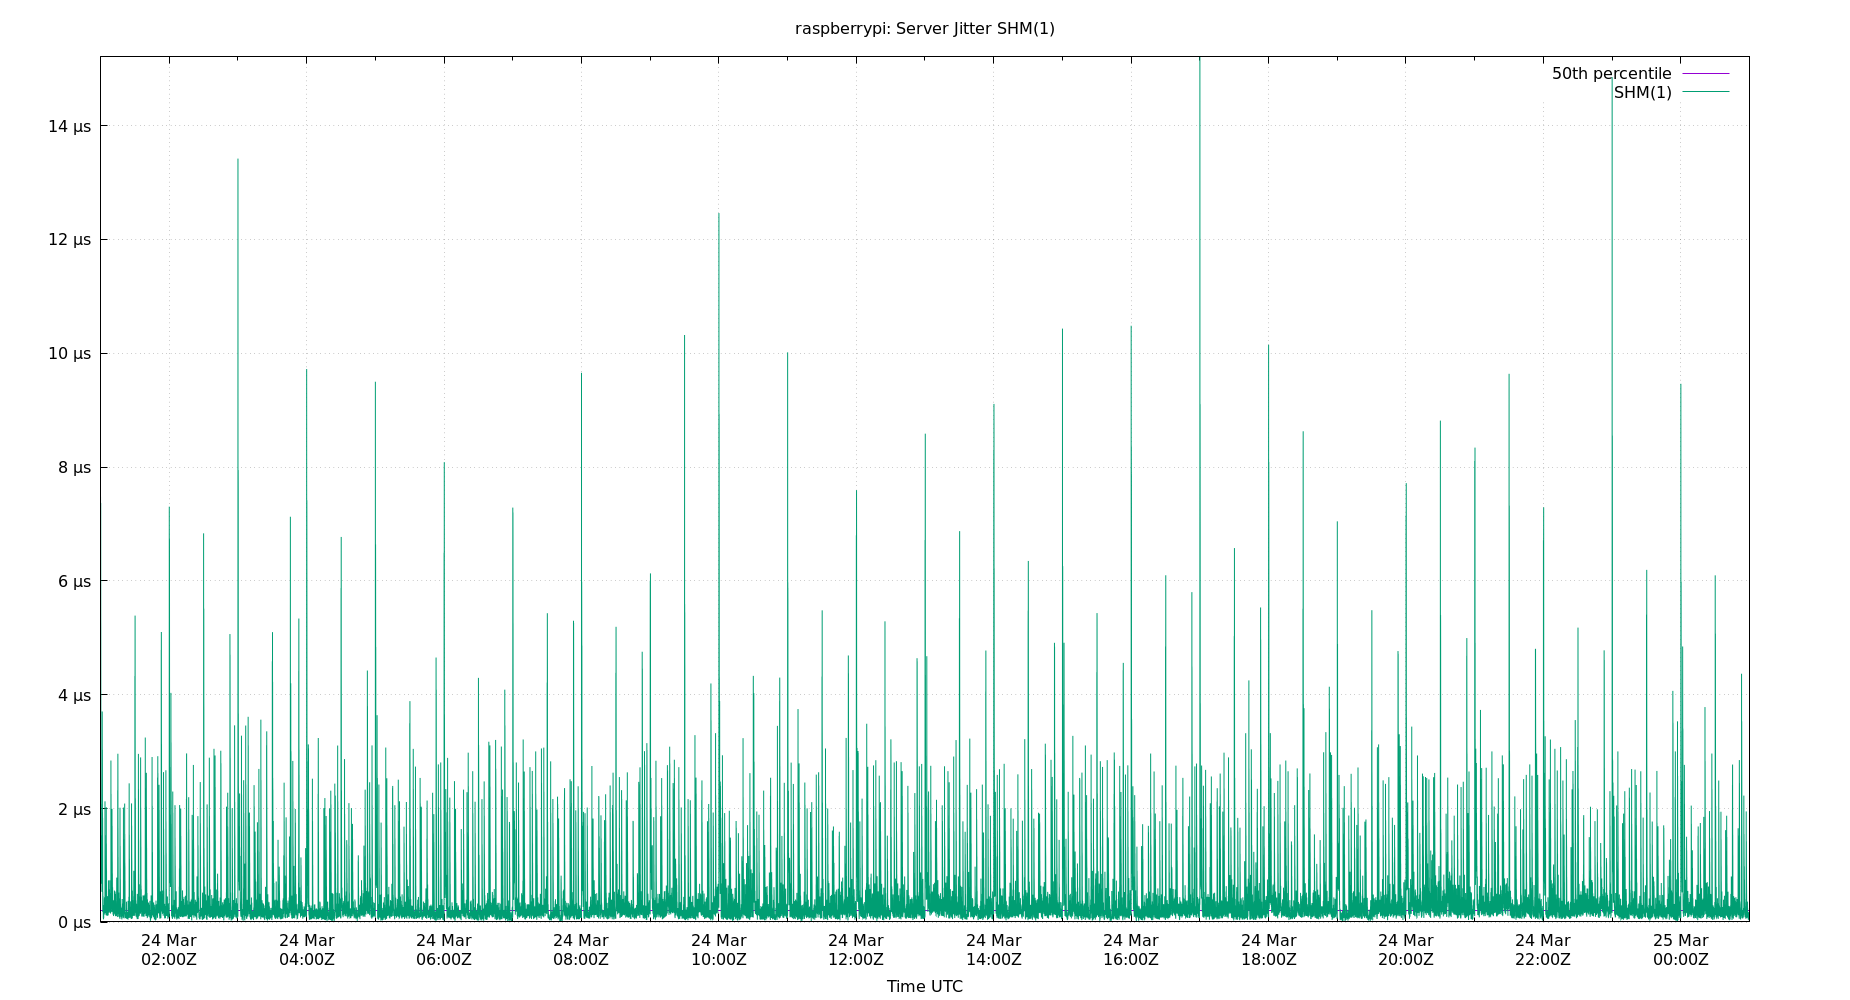 raspberrypi: Server Jitter SHM(1)
50th percentile
SHM(1)
14 µs
12 µs
10 µs
8 µs
6 µs
4 µs
2 µs
0 µs
24 Mar 24 Mar 24 Mar 24 Mar 24 Mar 24 Mar 24 Mar 24 Mar 24 Mar 24 Mar 24 Mar 25 Mar
02:00Z 04:00Z 06:00Z 08:00Z 10:00Z 12:00Z 14:00Z 16:00Z 18:00Z 20:00Z 22:00Z 00:00Z
Time UTC